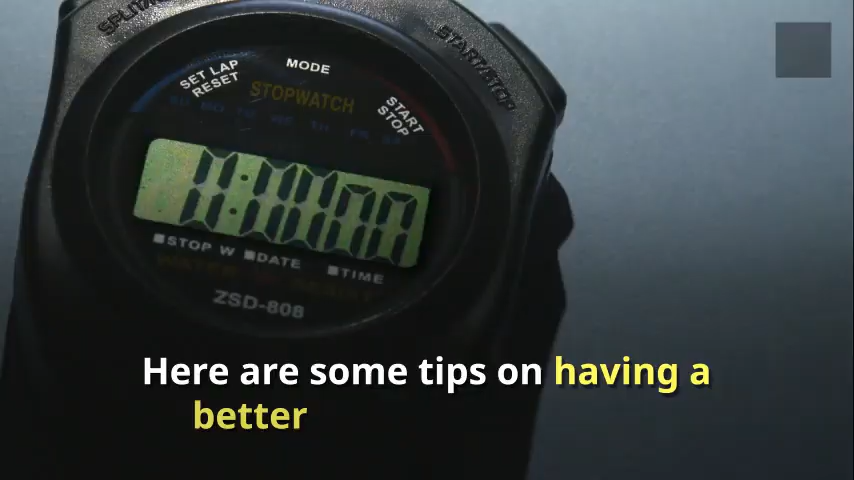 START/STOP
SET LAP
RESET
MODE
STOPWATCH
START
STOP
STOP W DATE TIME
ZSD-808
Here are some tips on having a
better